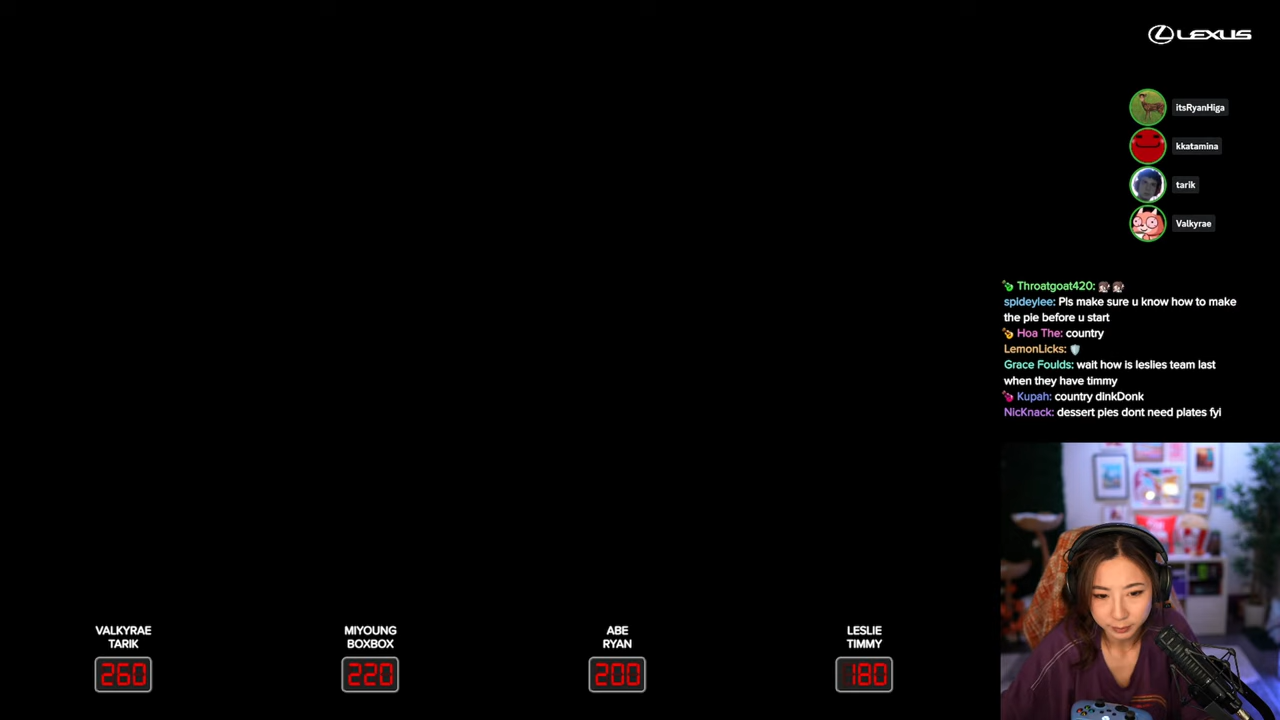 LEXUS
itsRyanHiga
kkatamina
tarik
Valkyrae
Throatgoat420:
spideylee: Pls make sure u know how to make
the pie before u start
Hoa The: country
LemonLicks:
Grace Foulds: wait how is leslies team last
when they have timmy
Kupah: country dinkDonk
NicKnack: dessert pies dont need plates fyi
VALKYRAE
TARIK
260
MIYOUNG
BOXBOX
220
ABE
RYAN
200
LESLIE
TIMMY
180